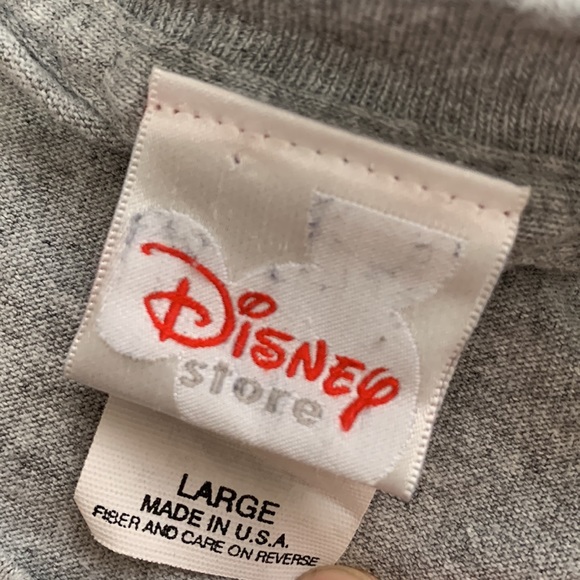 Disney
store
LARGE
MADE IN U.S.A.
FIBER AND CARE ON REVERSE